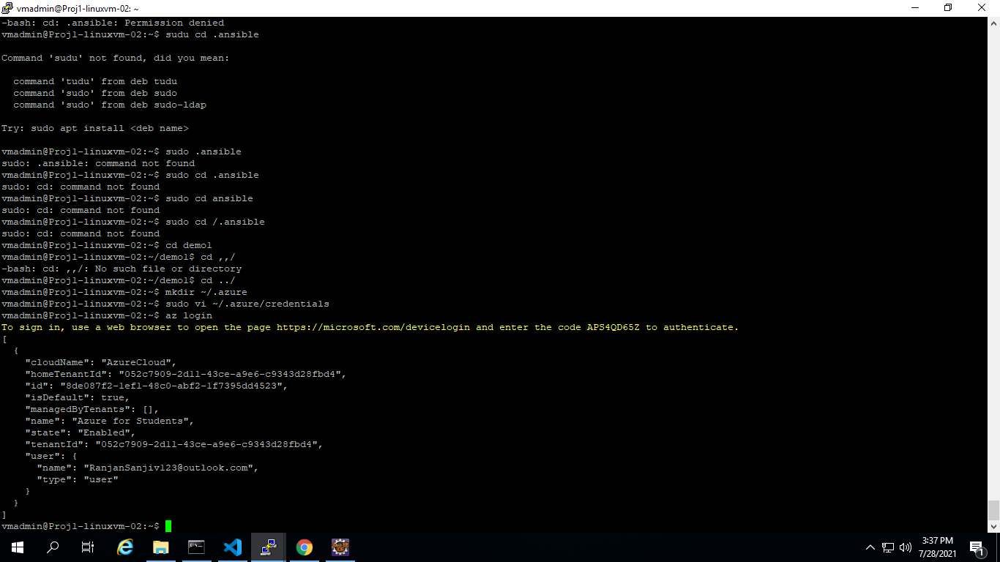 vmadmin@Proj1-linuxvm-02: ~
-bash: cd: .ansible: Permission denied
vmadmin@Proj1-linuxvm-02:~$ sudu cd .ansible
Command 'sudu' not found, did you mean:
command 'tudu' from deb tudu
command 'sudo' from deb sudo
command 'sudo' from deb sudo-ldap
Try: sudo apt install <deb name>
vmadmin@Proj1-linuxvm-02:~$ sudo .ansible
sudo: .ansible: command not found
vmadmin@Proj1-linuxvm-02:~$ sudo cd .ansible
sudo: cd: command not found
vmadmin@Proj1-linuxvm-02:~$ sudo cd ansible
sudo: cd: command not found
vmadmin@Proj1-linuxvm-02:~$ sudo cd /.ansible
sudo: cd: command not found
vmadmin@Proj1-linuxvm-02:~$ cd demo1
vmadmin@Proj1-linuxvm-02:~/demo1$ cd ,,/
-bash: cd: ,,/: No such file or directory
vmadmin@Proj1-linuxvm-02:~/demo1$ cd ../
vmadmin@Proj1-linuxvm-02:~$ mkdir ~/.azure
vmadmin@Proj1-linuxvm-02:~$ sudo vi ~/.azure/credentials
vmadmin@Proj1-linuxvm-02:~$ az login
To sign in, use a web browser to open the page https://microsoft.com/devicelogin and enter the code APS4QD65Z to authenticate.
[
{
"cloudName": "AzureCloud",
"homeTenantId": "052c7909-2d11-43ce-a9e6-c9343d28fbd4",
"id": "8de087f2-1ef1-48c0-abf2-1f7395dd4523",
"isDefault": true,
"managedByTenants": [],
"name": "Azure for Students",
"state": "Enabled",
"tenantId": "052c7909-2d11-43ce-a9e6-c9343d28fbd4",
"user": {
"name": "RanjanSanjiv123@outlook.com",
"type": "user"
}
}
]
vmadmin@Proj1-linuxvm-02:~$
3:37 PM
7/28/2021
1